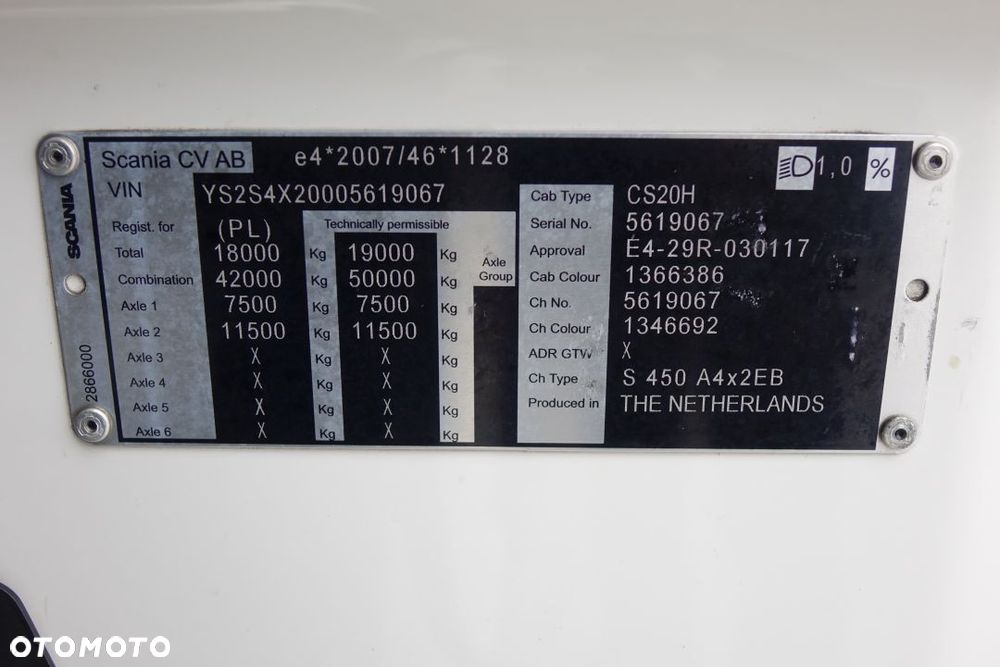 Scania CV AB e4*2007/46*1128 1,0 %
VIN YS2S4X20005619067
SCANIA
2866000
Regist. for (PL) Technically permissible
Total 18000 Kg 19000 Kg Axle Group
Combination 42000 Kg 50000 Kg
Axle 1 7500 Kg 7500 Kg
Axle 2 11500 Kg 11500 Kg
Axle 3 X Kg X Kg
Axle 4 X Kg X Kg
Axle 5 X Kg X Kg
Axle 6 X Kg X Kg
Cab Type CS20H
Serial No. 5619067
Approval E4-29R-030117
Cab Colour 1366386
Ch No. 5619067
Ch Colour 1346692
ADR GTW X
Ch Type S 450 A4x2EB
Produced in THE NETHERLANDS
OTOMOTO